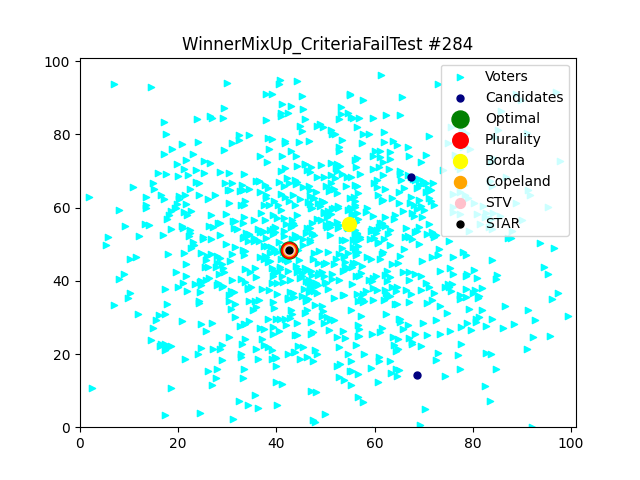 WinnerMixUp_CriteriaFailTest #284
100
80
60
40
20
0
0
20
40
60
80
100
Voters
Candidates
Optimal
Plurality
Borda
Copeland
STV
STAR